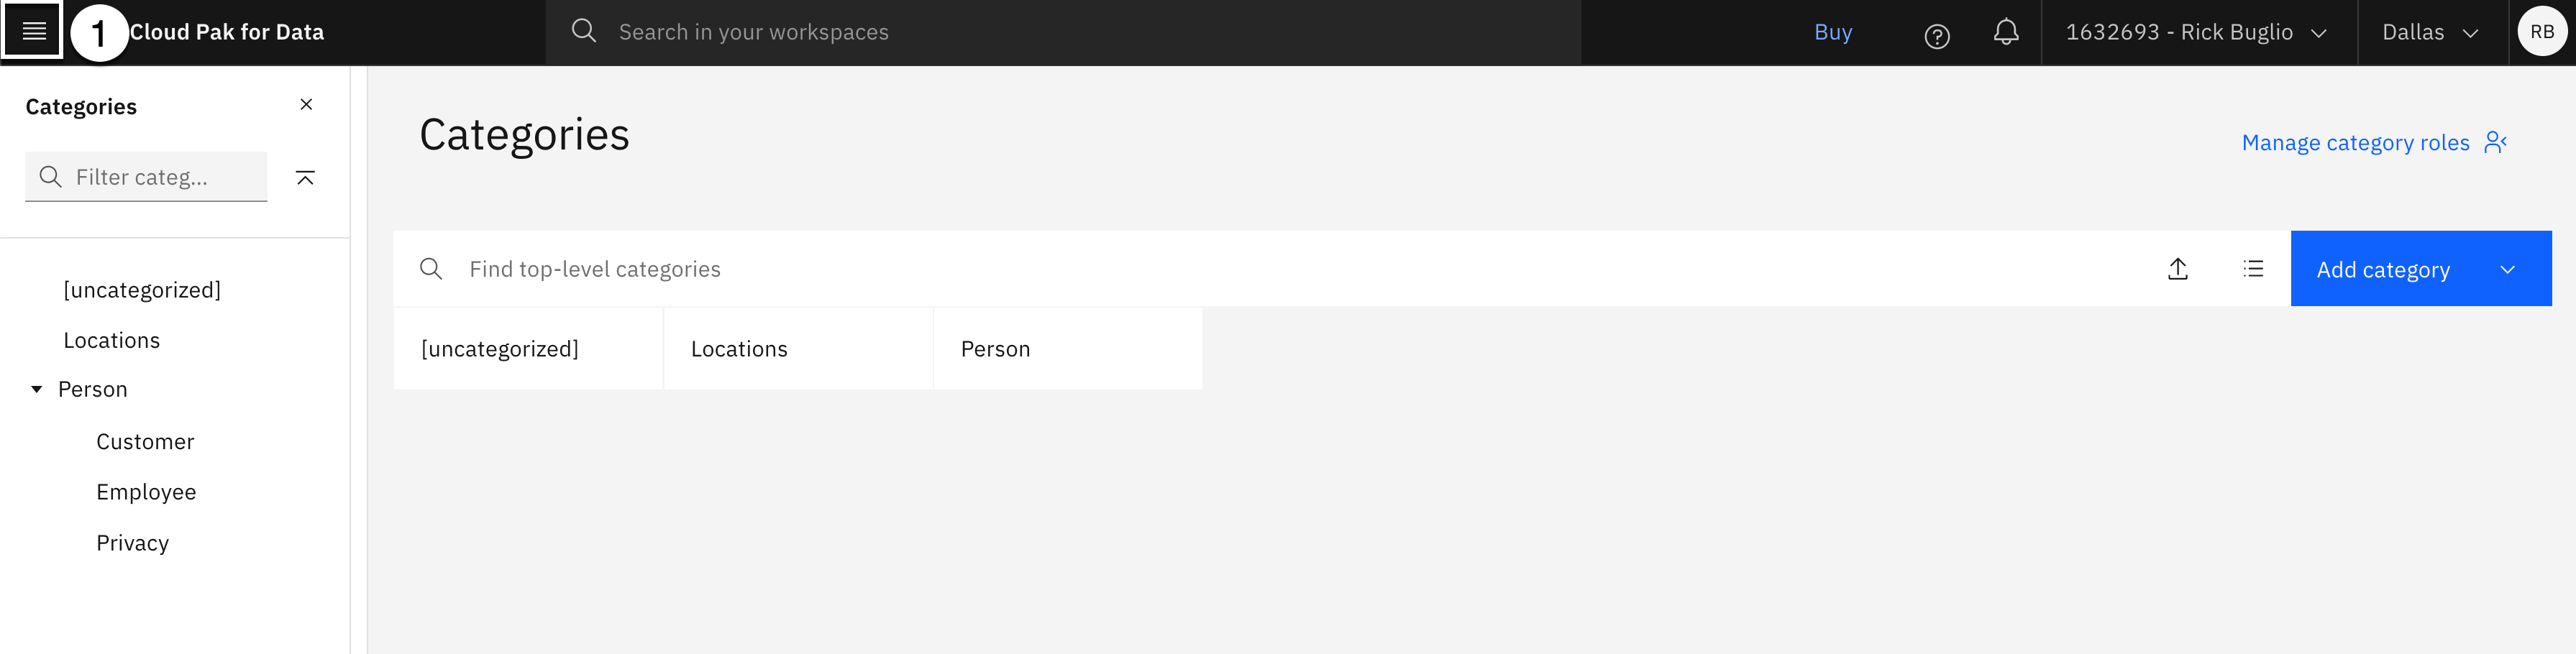 1
Cloud Pak for Data
Search in your workspaces
Buy
1632693 - Rick Buglio
Dallas
RB
Categories
Filter categ...
[uncategorized]
Locations
Person
Customer
Employee
Privacy
Categories
Manage category roles
Find top-level categories
Add category
[uncategorized]
Locations
Person